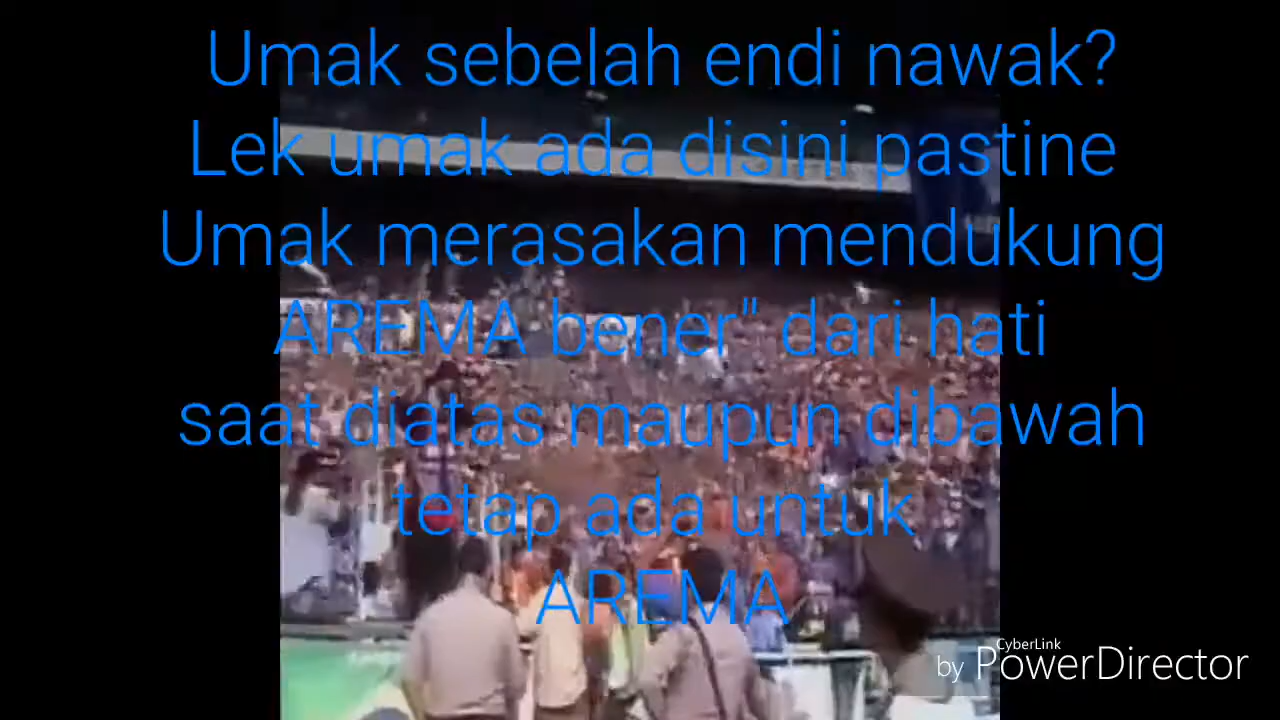 Umak sebelah endi nawak?
Lek umak ada disini pastine
Umak merasakan mendukung
AREMA bener" dari hati
saat diatas maupun dibawah
tetap ada untuk
AREMA
CyberLink
by PowerDirector